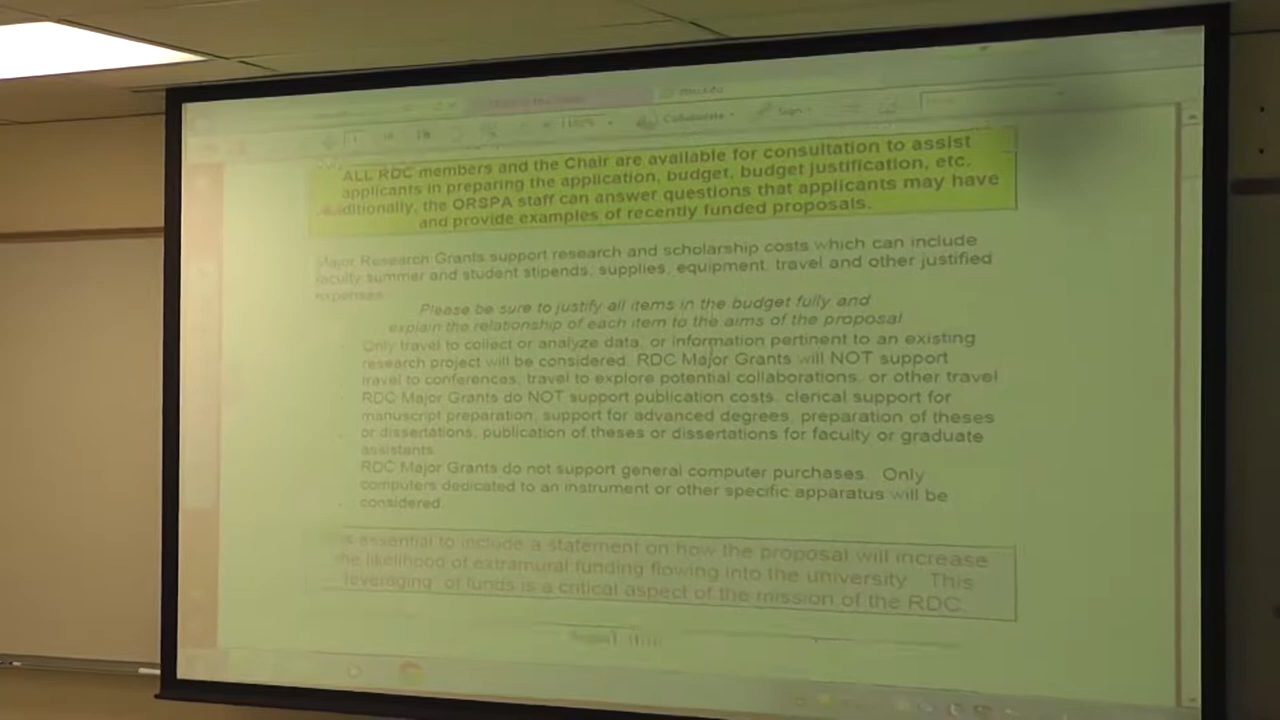 Collaborate
Sign
ALL RDC members and the Chair are available for consultation to assist
applicants in preparing the application, budget, budget justification, etc.
Additionally, the ORSPA staff can answer questions that applicants may have
and provide examples of recently funded proposals.
Major Research Grants support research and scholarship costs which can include
faculty summer and student stipends, supplies, equipment, travel and other justified
expenses.
Please be sure to justify all items in the budget fully and
explain the relationship of each item to the aims of the proposal
Only travel to collect or analyze data, or information pertinent to an existing
research project will be considered. RDC Major Grants will NOT support
travel to conferences, travel to explore potential collaborations, or other travel
RDC Major Grants do NOT support publication costs, clerical support for
manuscript preparation, support for advanced degrees, preparation of theses
or dissertations, publication of theses or dissertations for faculty or graduate
assistants.
RDC Major Grants do not support general computer purchases. Only
computers dedicated to an instrument or other specific apparatus will be
considered.
is essential to include a statement on how the proposal will increase
the likelihood of extramural funding flowing into the university. This
leveraging of funds is a critical aspect of the mission of the RDC.